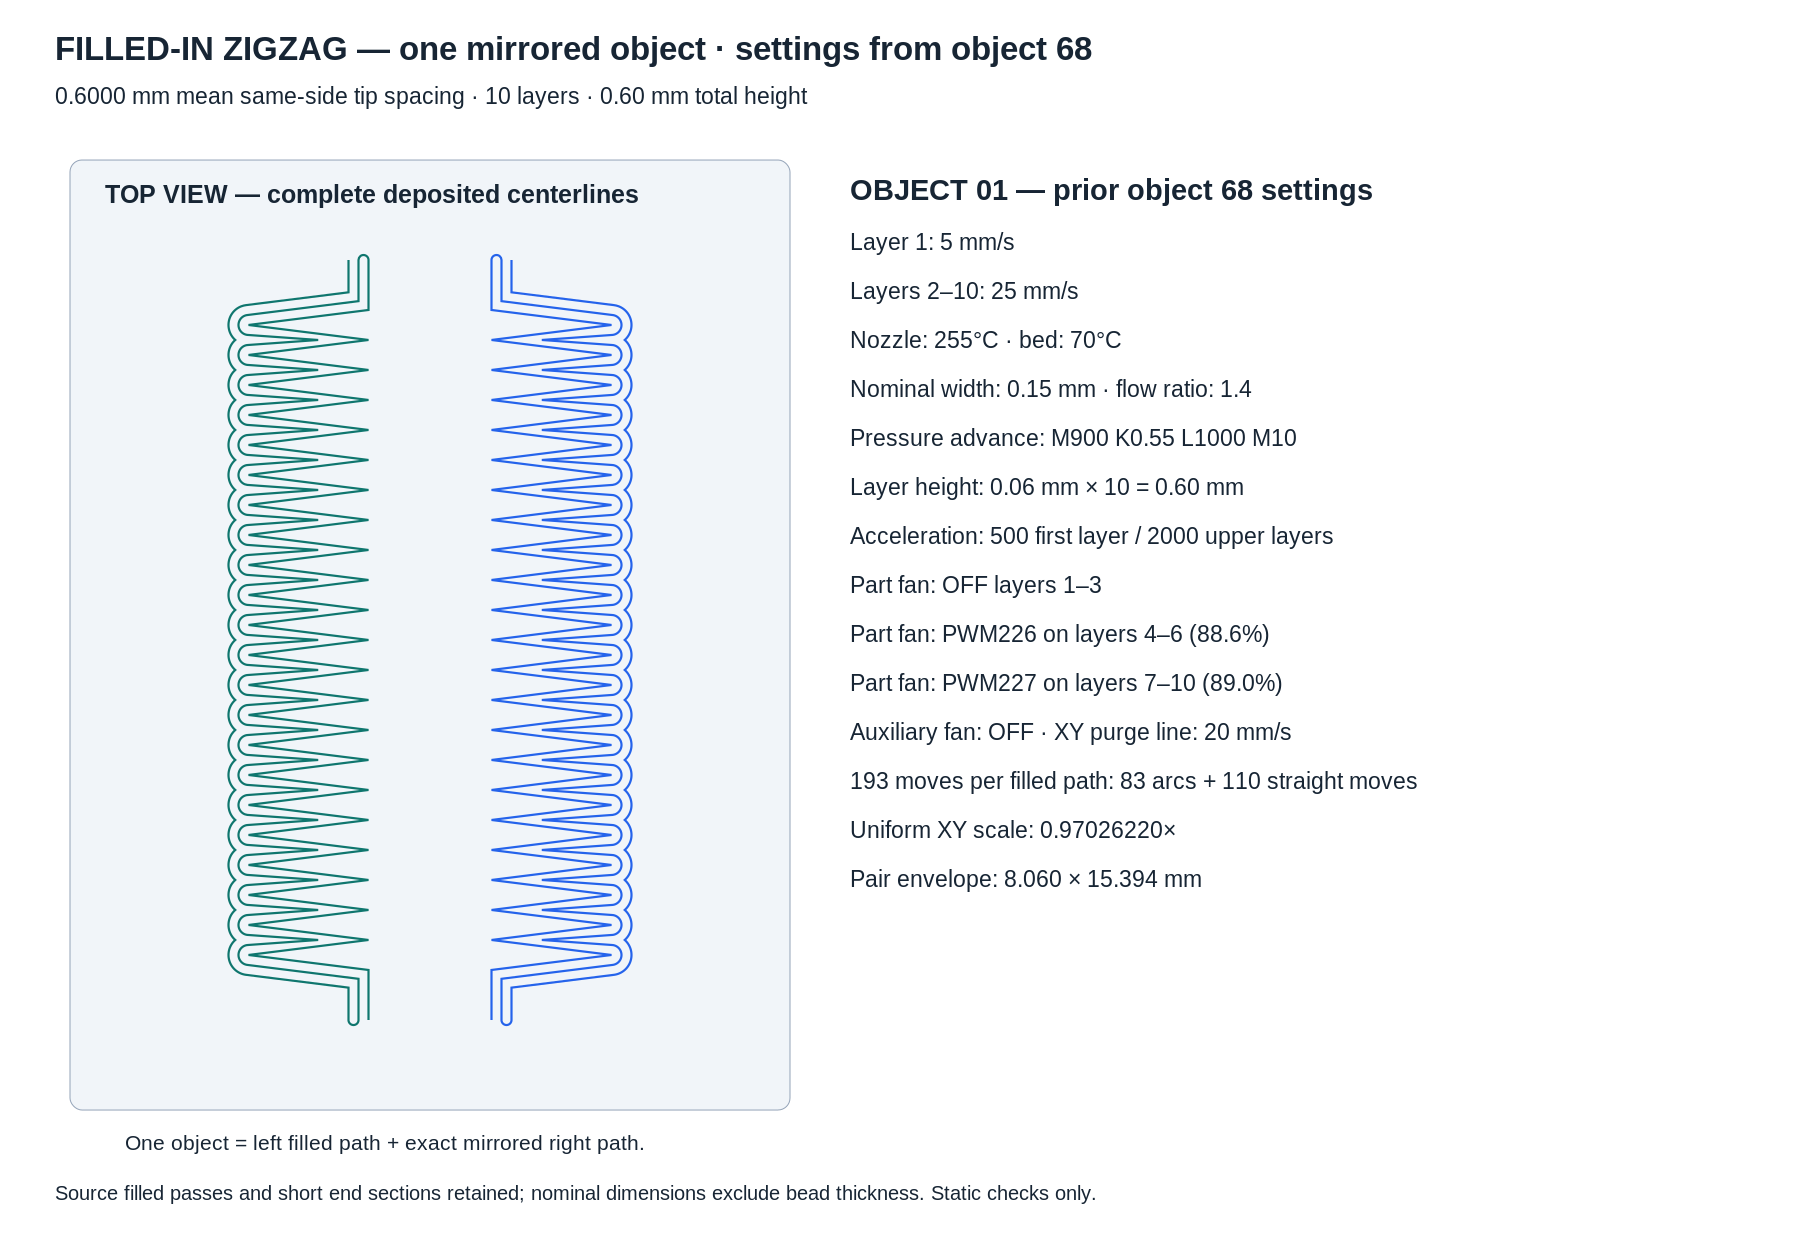 FILLED-IN ZIGZAG — one mirrored object · settings from object 68
0.6000 mm mean same-side tip spacing · 10 layers · 0.60 mm total height
TOP VIEW — complete deposited centerlines
OBJECT 01 — prior object 68 settings
Layer 1: 5 mm/s
Layers 2–10: 25 mm/s
Nozzle: 255°C · bed: 70°C
Nominal width: 0.15 mm · flow ratio: 1.4
Pressure advance: M900 K0.55 L1000 M10
Layer height: 0.06 mm × 10 = 0.60 mm
Acceleration: 500 first layer / 2000 upper layers
Part fan: OFF layers 1–3
Part fan: PWM226 on layers 4–6 (88.6%)
Part fan: PWM227 on layers 7–10 (89.0%)
Auxiliary fan: OFF · XY purge line: 20 mm/s
193 moves per filled path: 83 arcs + 110 straight moves
Uniform XY scale: 0.97026220×
Pair envelope: 8.060 × 15.394 mm
One object = left filled path + exact mirrored right path.
Source filled passes and short end sections retained; nominal dimensions exclude bead thickness. Static checks only.